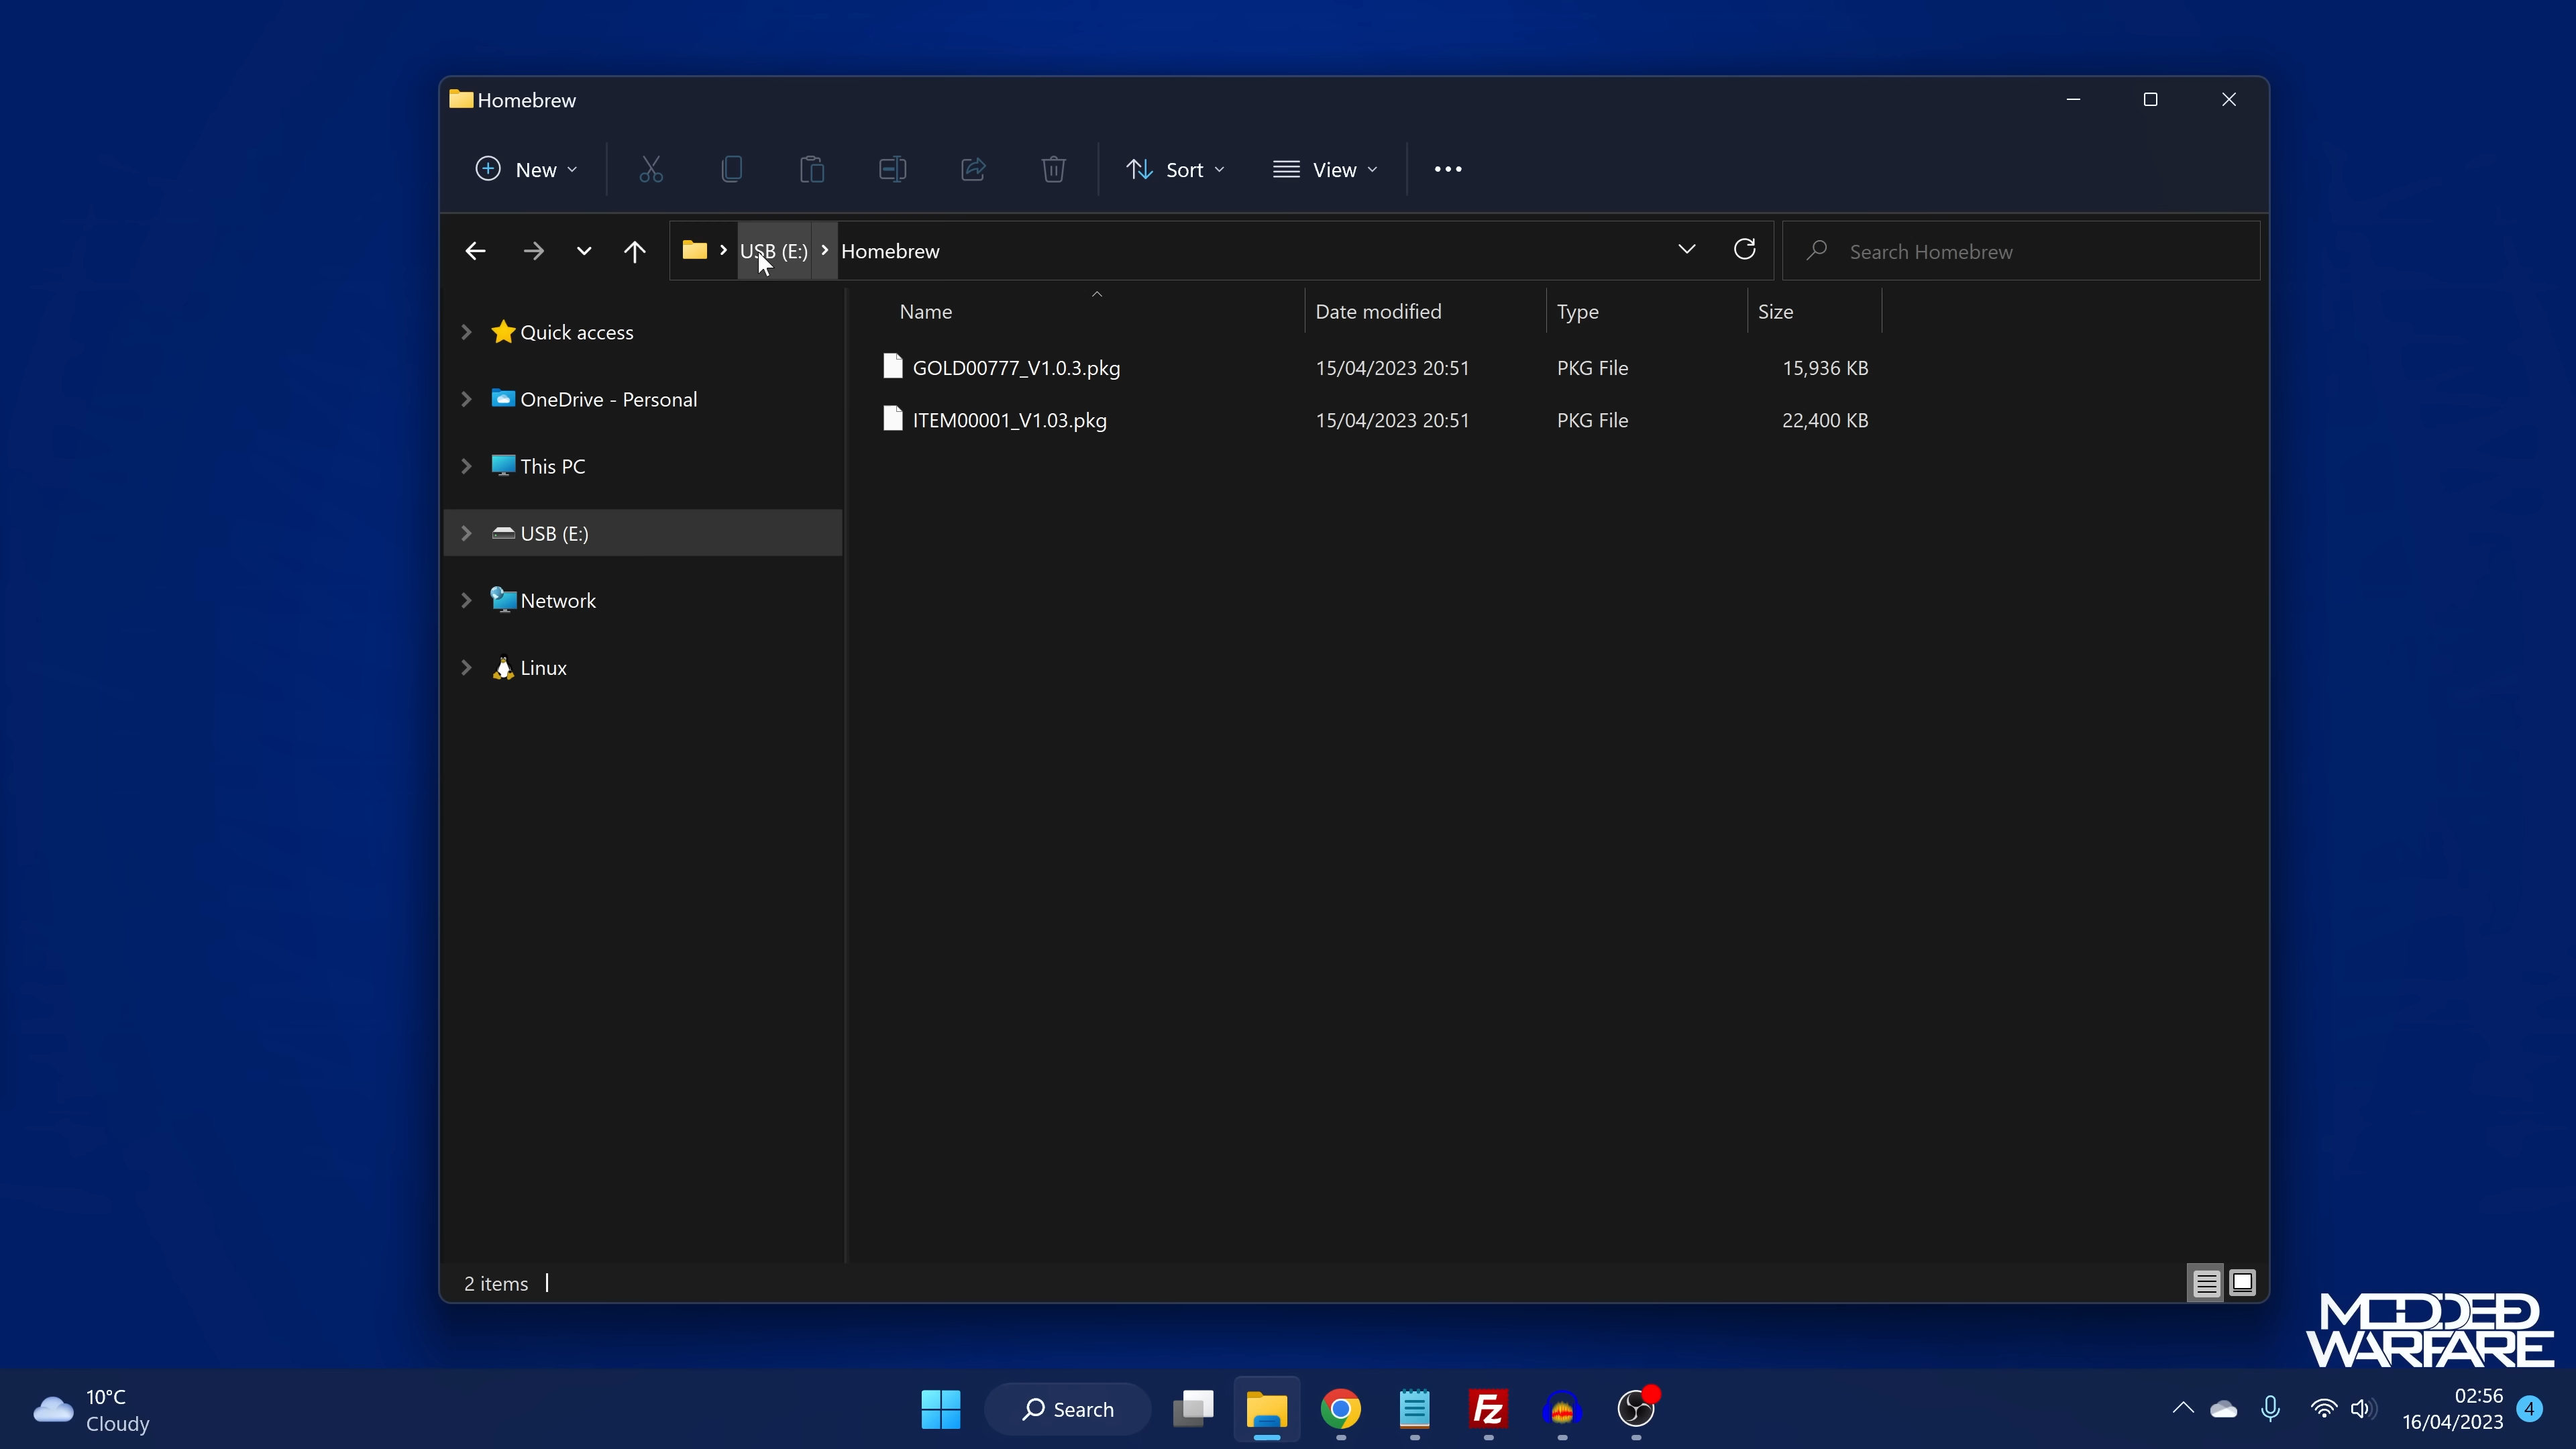 Homebrew
New
Sort
View
USB (E:)
Homebrew
Search Homebrew
Quick access
OneDrive - Personal
This PC
USB (E:)
Network
Linux
Name Date modified Type Size
GOLD00777_V1.0.3.pkg 15/04/2023 20:51 PKG File 15,936 KB
ITEM00001_V1.03.pkg 15/04/2023 20:51 PKG File 22,400 KB
2 items
MODDED
WARFARE
10°C
Cloudy
Search
Fz
02:56
16/04/2023
4